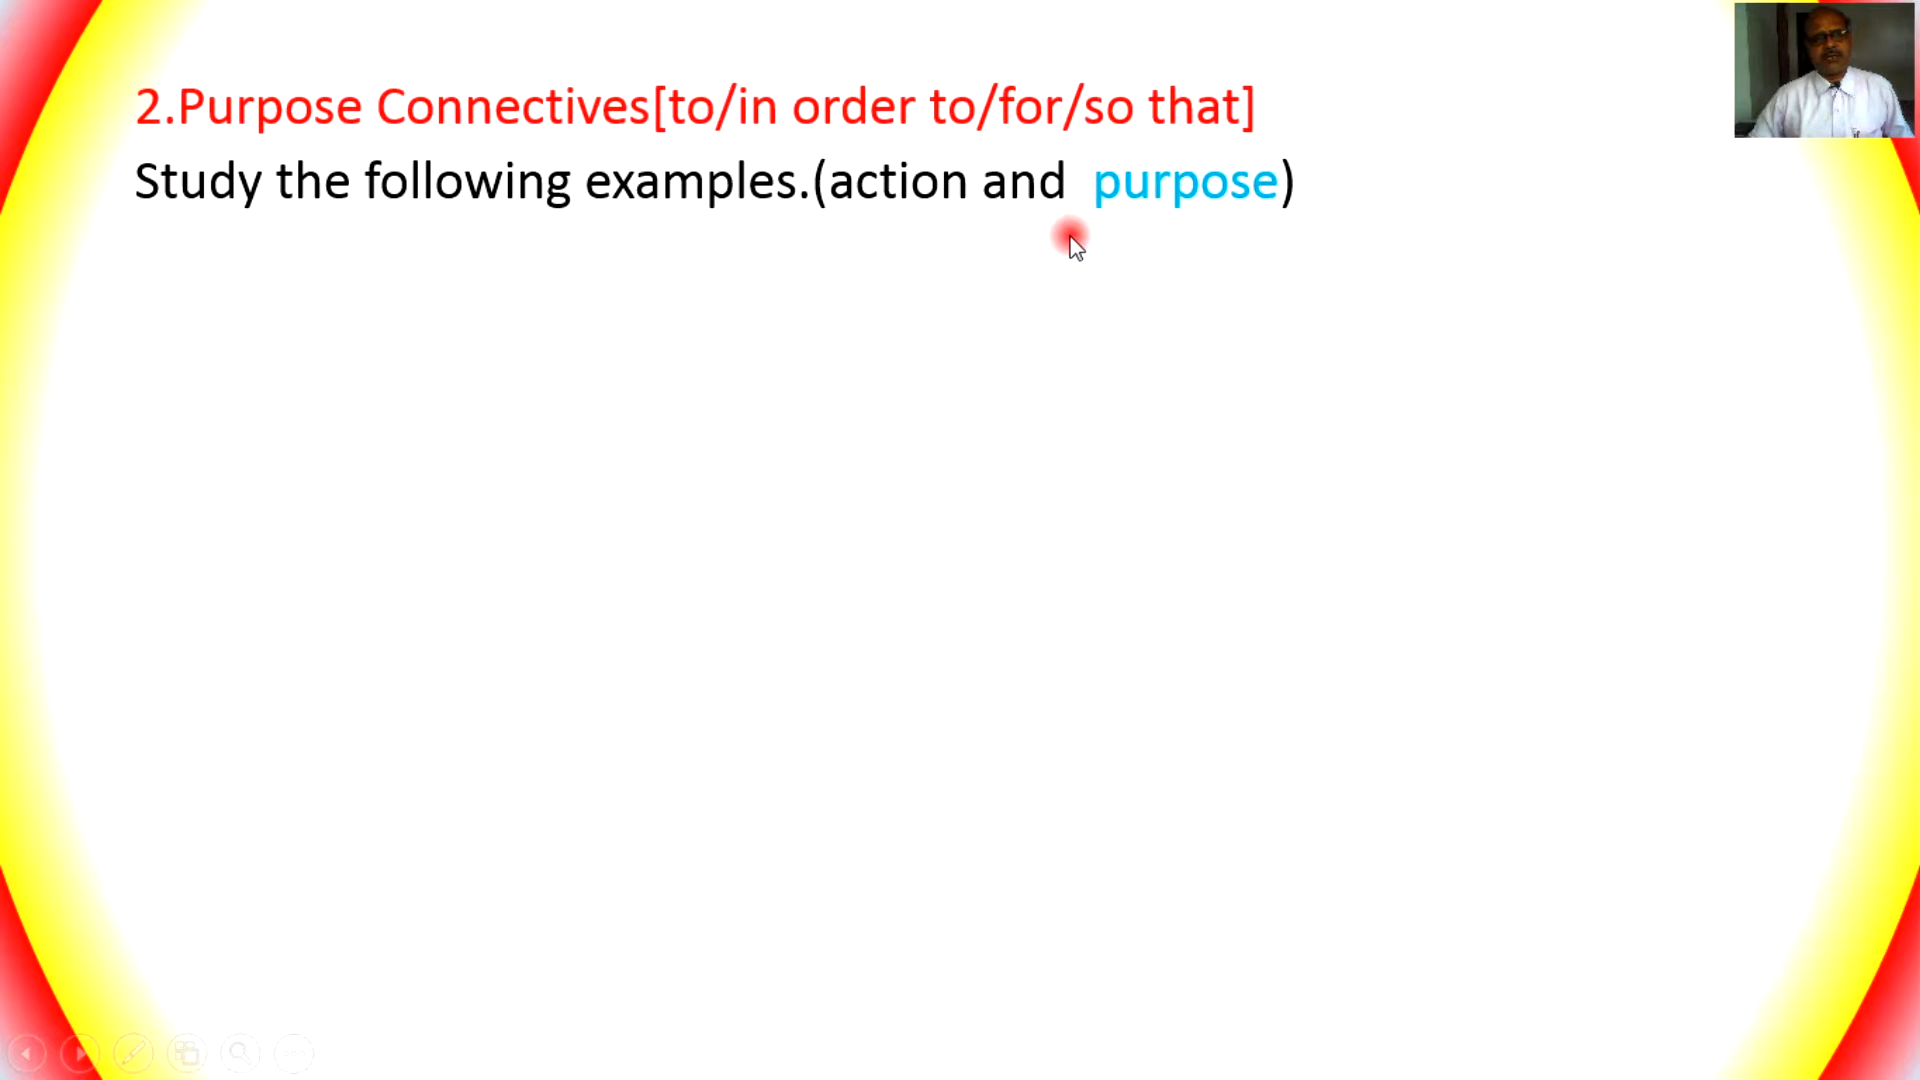 2.Purpose Connectives[to/in order to/for/so that]
Study the following examples.(action and  purpose)